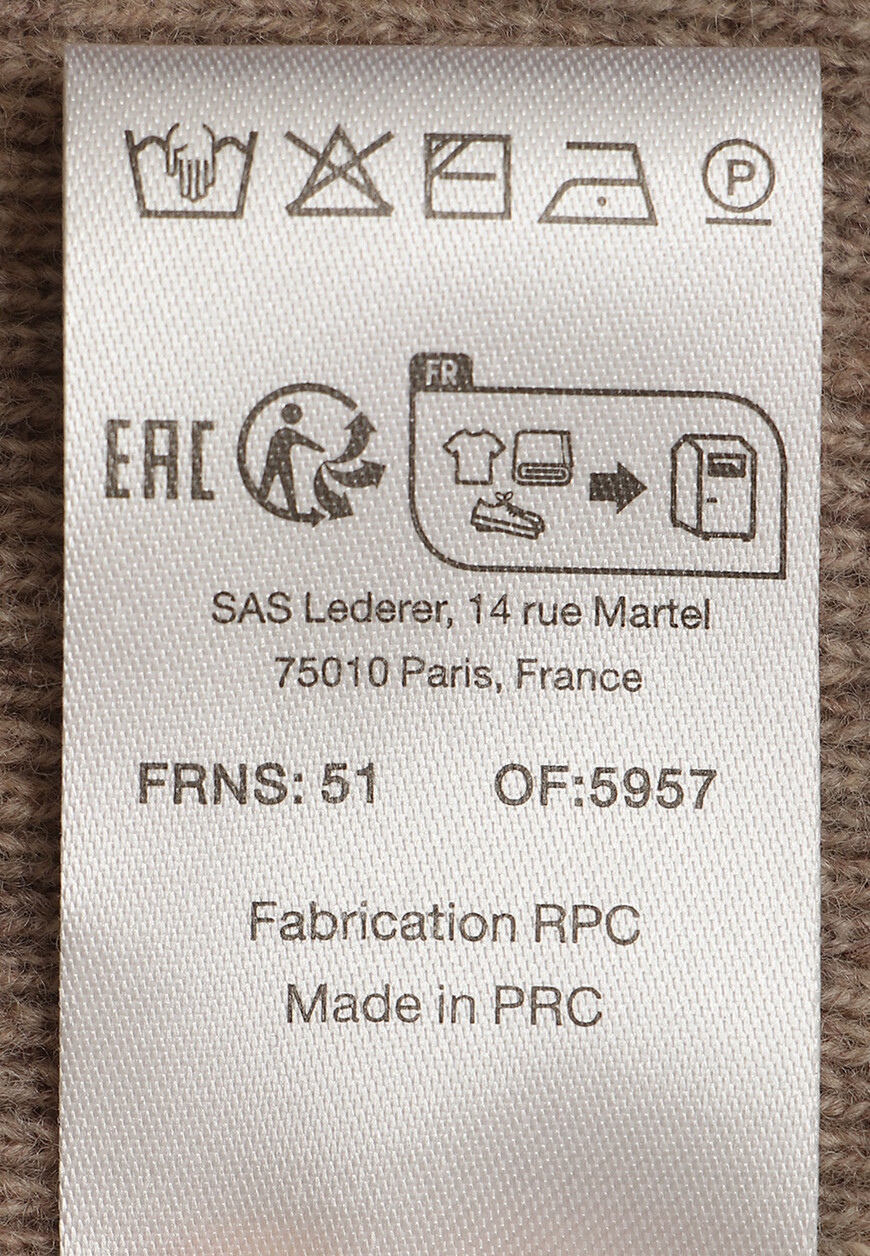 P
FR
EAC
SAS Lederer, 14 rue Martel
75010 Paris, France
FRNS: 51 OF:5957
Fabrication RPC
Made in PRC